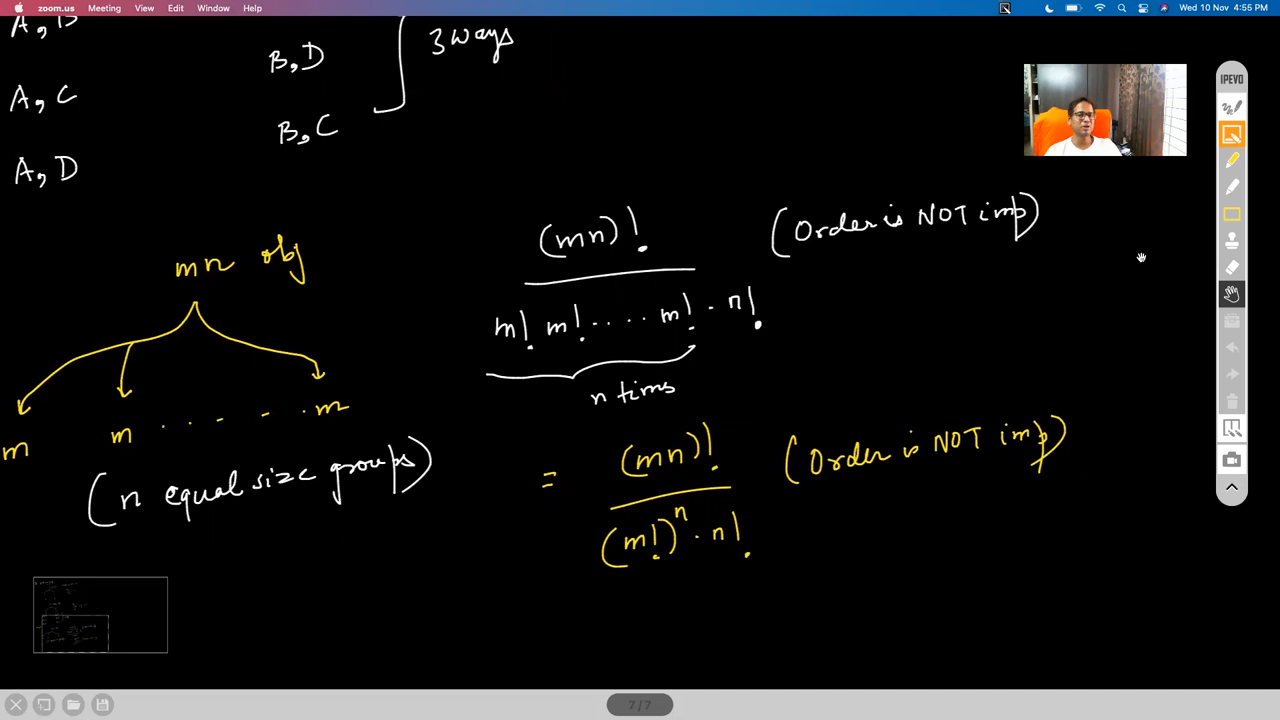 zoom.us Meeting View Edit Window Help Wed 10 Nov 4:55 PM
IPEVO
A, B
B, D
3 ways
A, C
B, C
A, D
mn obj
m m . . - - . m
(n equal size groups)
(mn)! (Order is NOT imp)
m! m! . . . . m! . n!
n times
= (mn)! (Order is NOT imp)
(m!)^n . n!
7/7